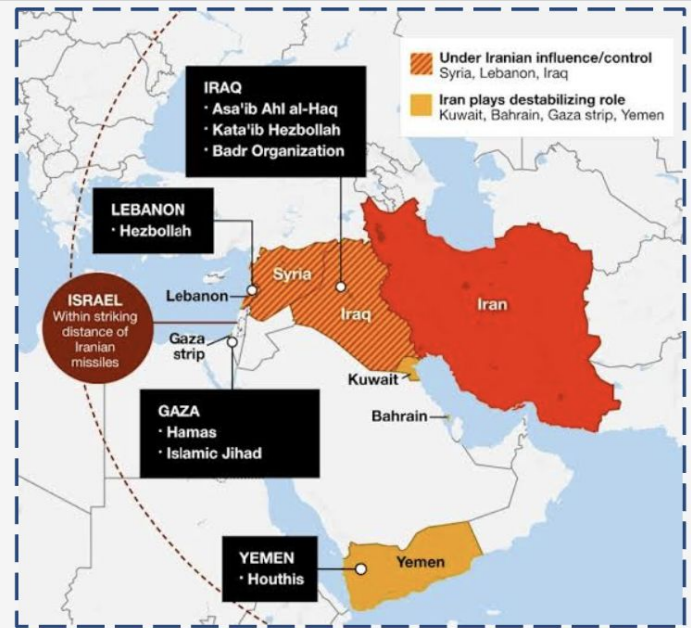 Under Iranian influence/control
Syria, Lebanon, Iraq
Iran plays destabilizing role
Kuwait, Bahrain, Gaza strip, Yemen
IRAQ
· Asa'ib Ahl al-Haq
· Kata'ib Hezbollah
· Badr Organization
LEBANON
· Hezbollah
Syria
Lebanon
Iraq
Iran
ISRAEL
Within striking
distance of
Iranian
missiles
Gaza
strip
Kuwait
Bahrain
GAZA
· Hamas
· Islamic Jihad
YEMEN
· Houthis
Yemen